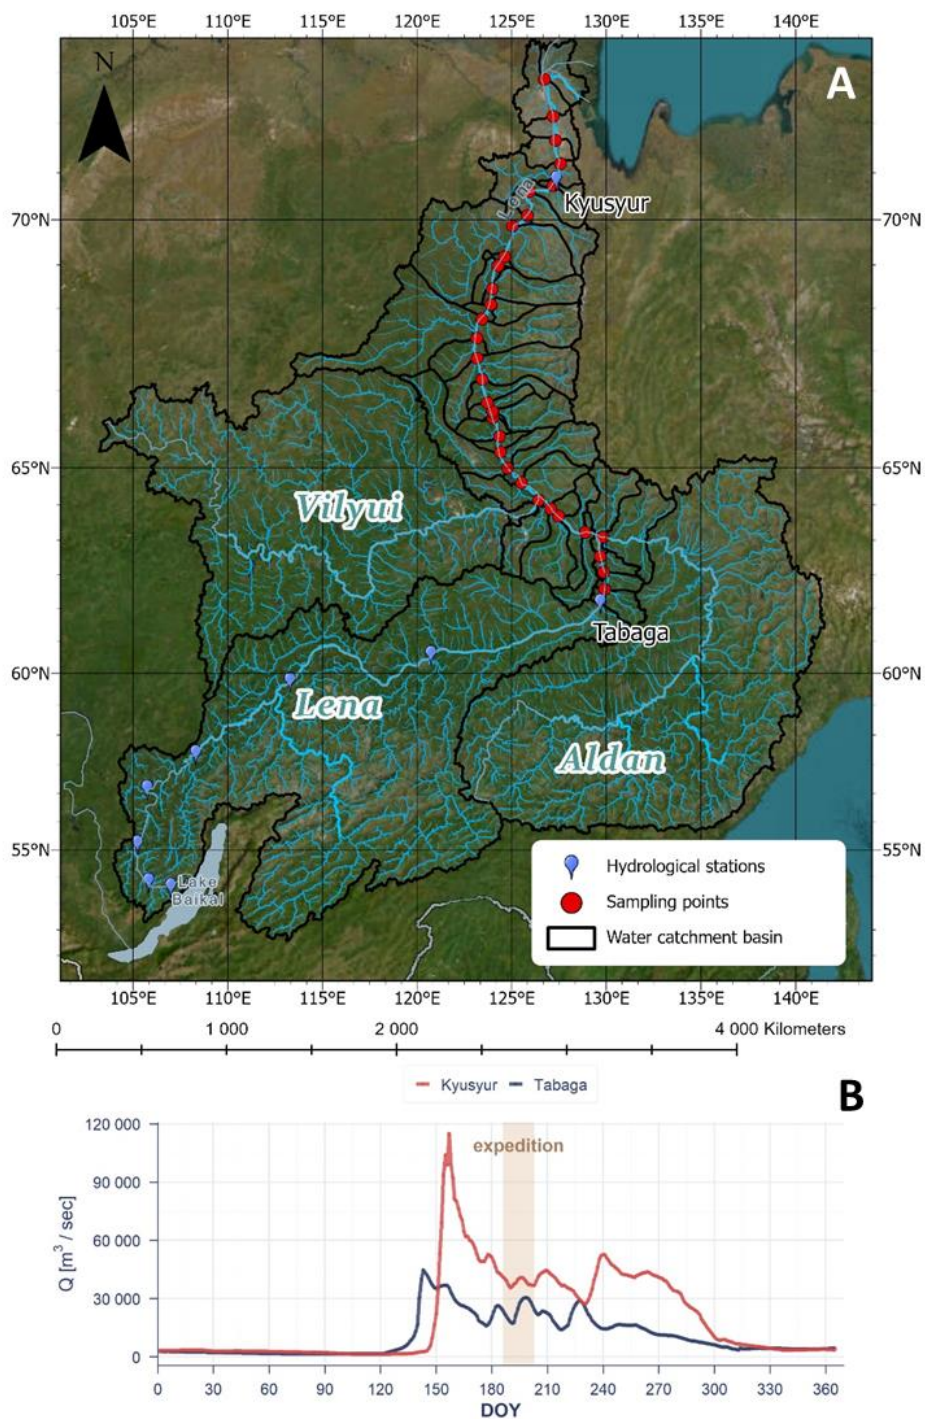 105°E 110°E 115°E 120°E 125°E 130°E 135°E 140°E
N
A
Lena
Kyusyur
70°N 70°N
65°N 65°N
Vilyui
Tabaga
60°N 60°N
Lena
Aldan
55°N 55°N
Lake
Baikal
Hydrological stations
Sampling points
Water catchment basin
105°E 110°E 115°E 120°E 125°E 130°E 135°E 140°E
0 1 000 2 000 4 000 Kilometers
B
Kyusyur Tabaga
120 000
expedition
90 000
60 000
30 000
0
Q [m³ / sec]
0 30 60 90 120 150 180 210 240 270 300 330 360
DOY